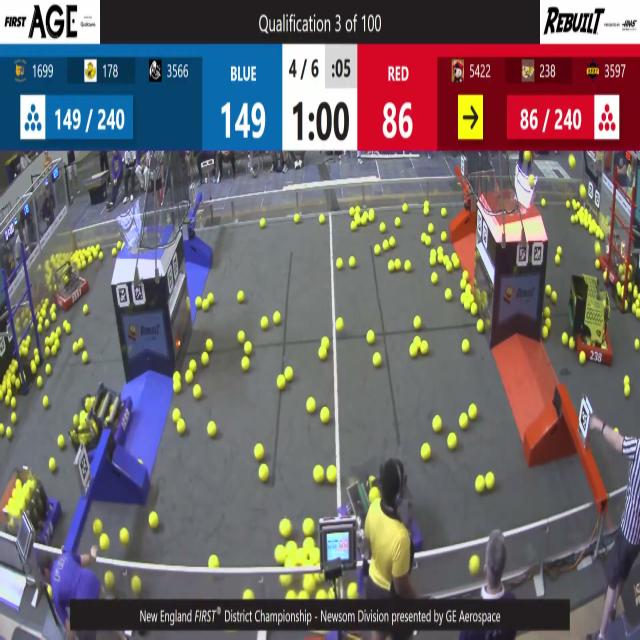 FIRST AGE
Qualification 3 of 100
REBUILT
1699 178 3566 BLUE 4 / 6 :05 RED 5422 238 3597
149 / 240 149 1:00 86 86 / 240
REBUILT
238
New England FIRST® District Championship - Newsom Division presented by GE Aerospace